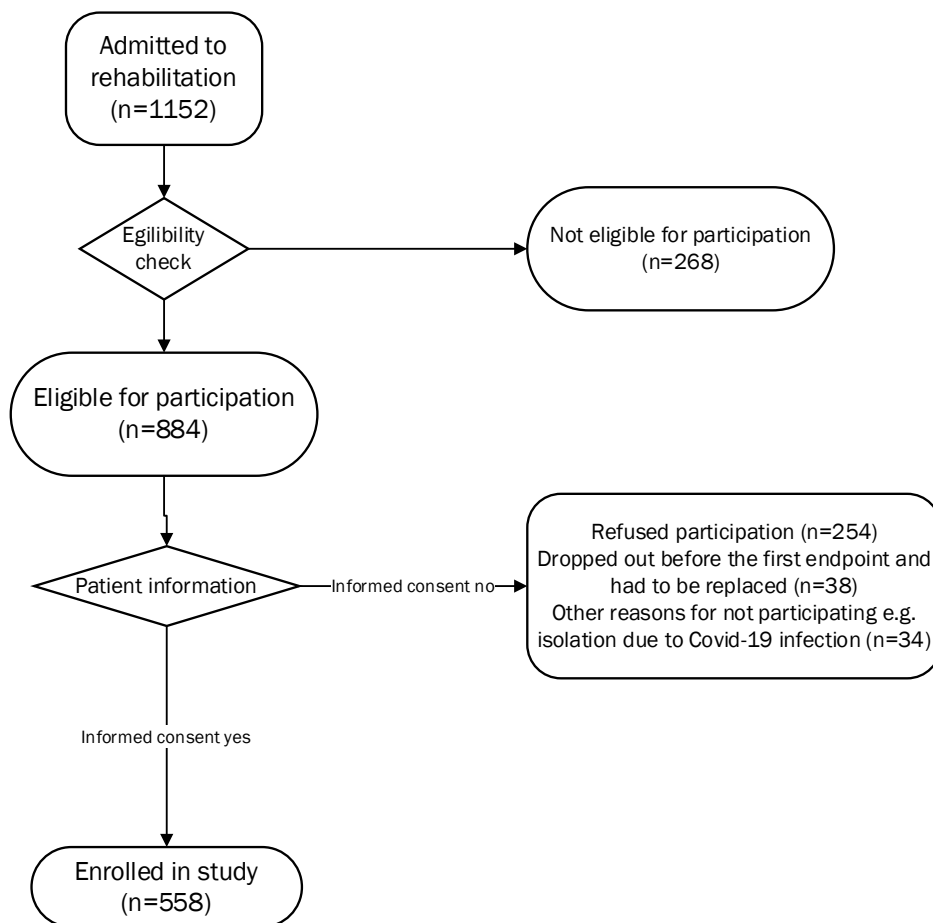 Admitted to
rehabilitation
(n=1152)
Egilibility
check
Not eligible for participation
(n=268)
Eligible for participation
(n=884)
Refused participation (n=254)
Dropped out before the first endpoint and
had to be replaced (n=38)
Other reasons for not participating e.g.
isolation due to Covid-19 infection (n=34)
Patient information
Informed consent no
Informed consent yes
Enrolled in study
(n=558)